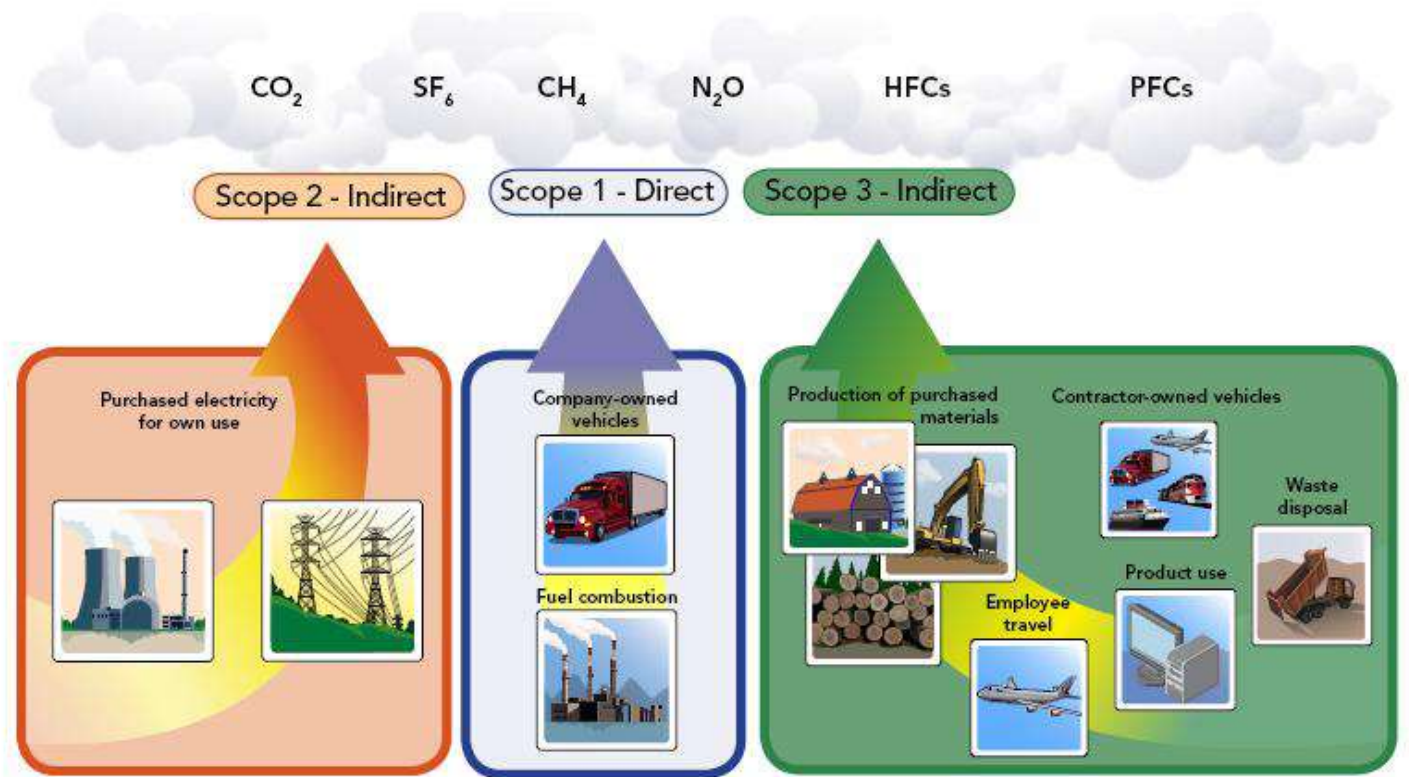 CO₂ SF₆ CH₄ N₂O HFCs PFCs
Scope 2 - Indirect
Scope 1 - Direct
Scope 3 - Indirect
Purchased electricity
for own use
Company-owned
vehicles
Fuel combustion
Production of purchased
materials
Contractor-owned vehicles
Waste
disposal
Product use
Employee
travel